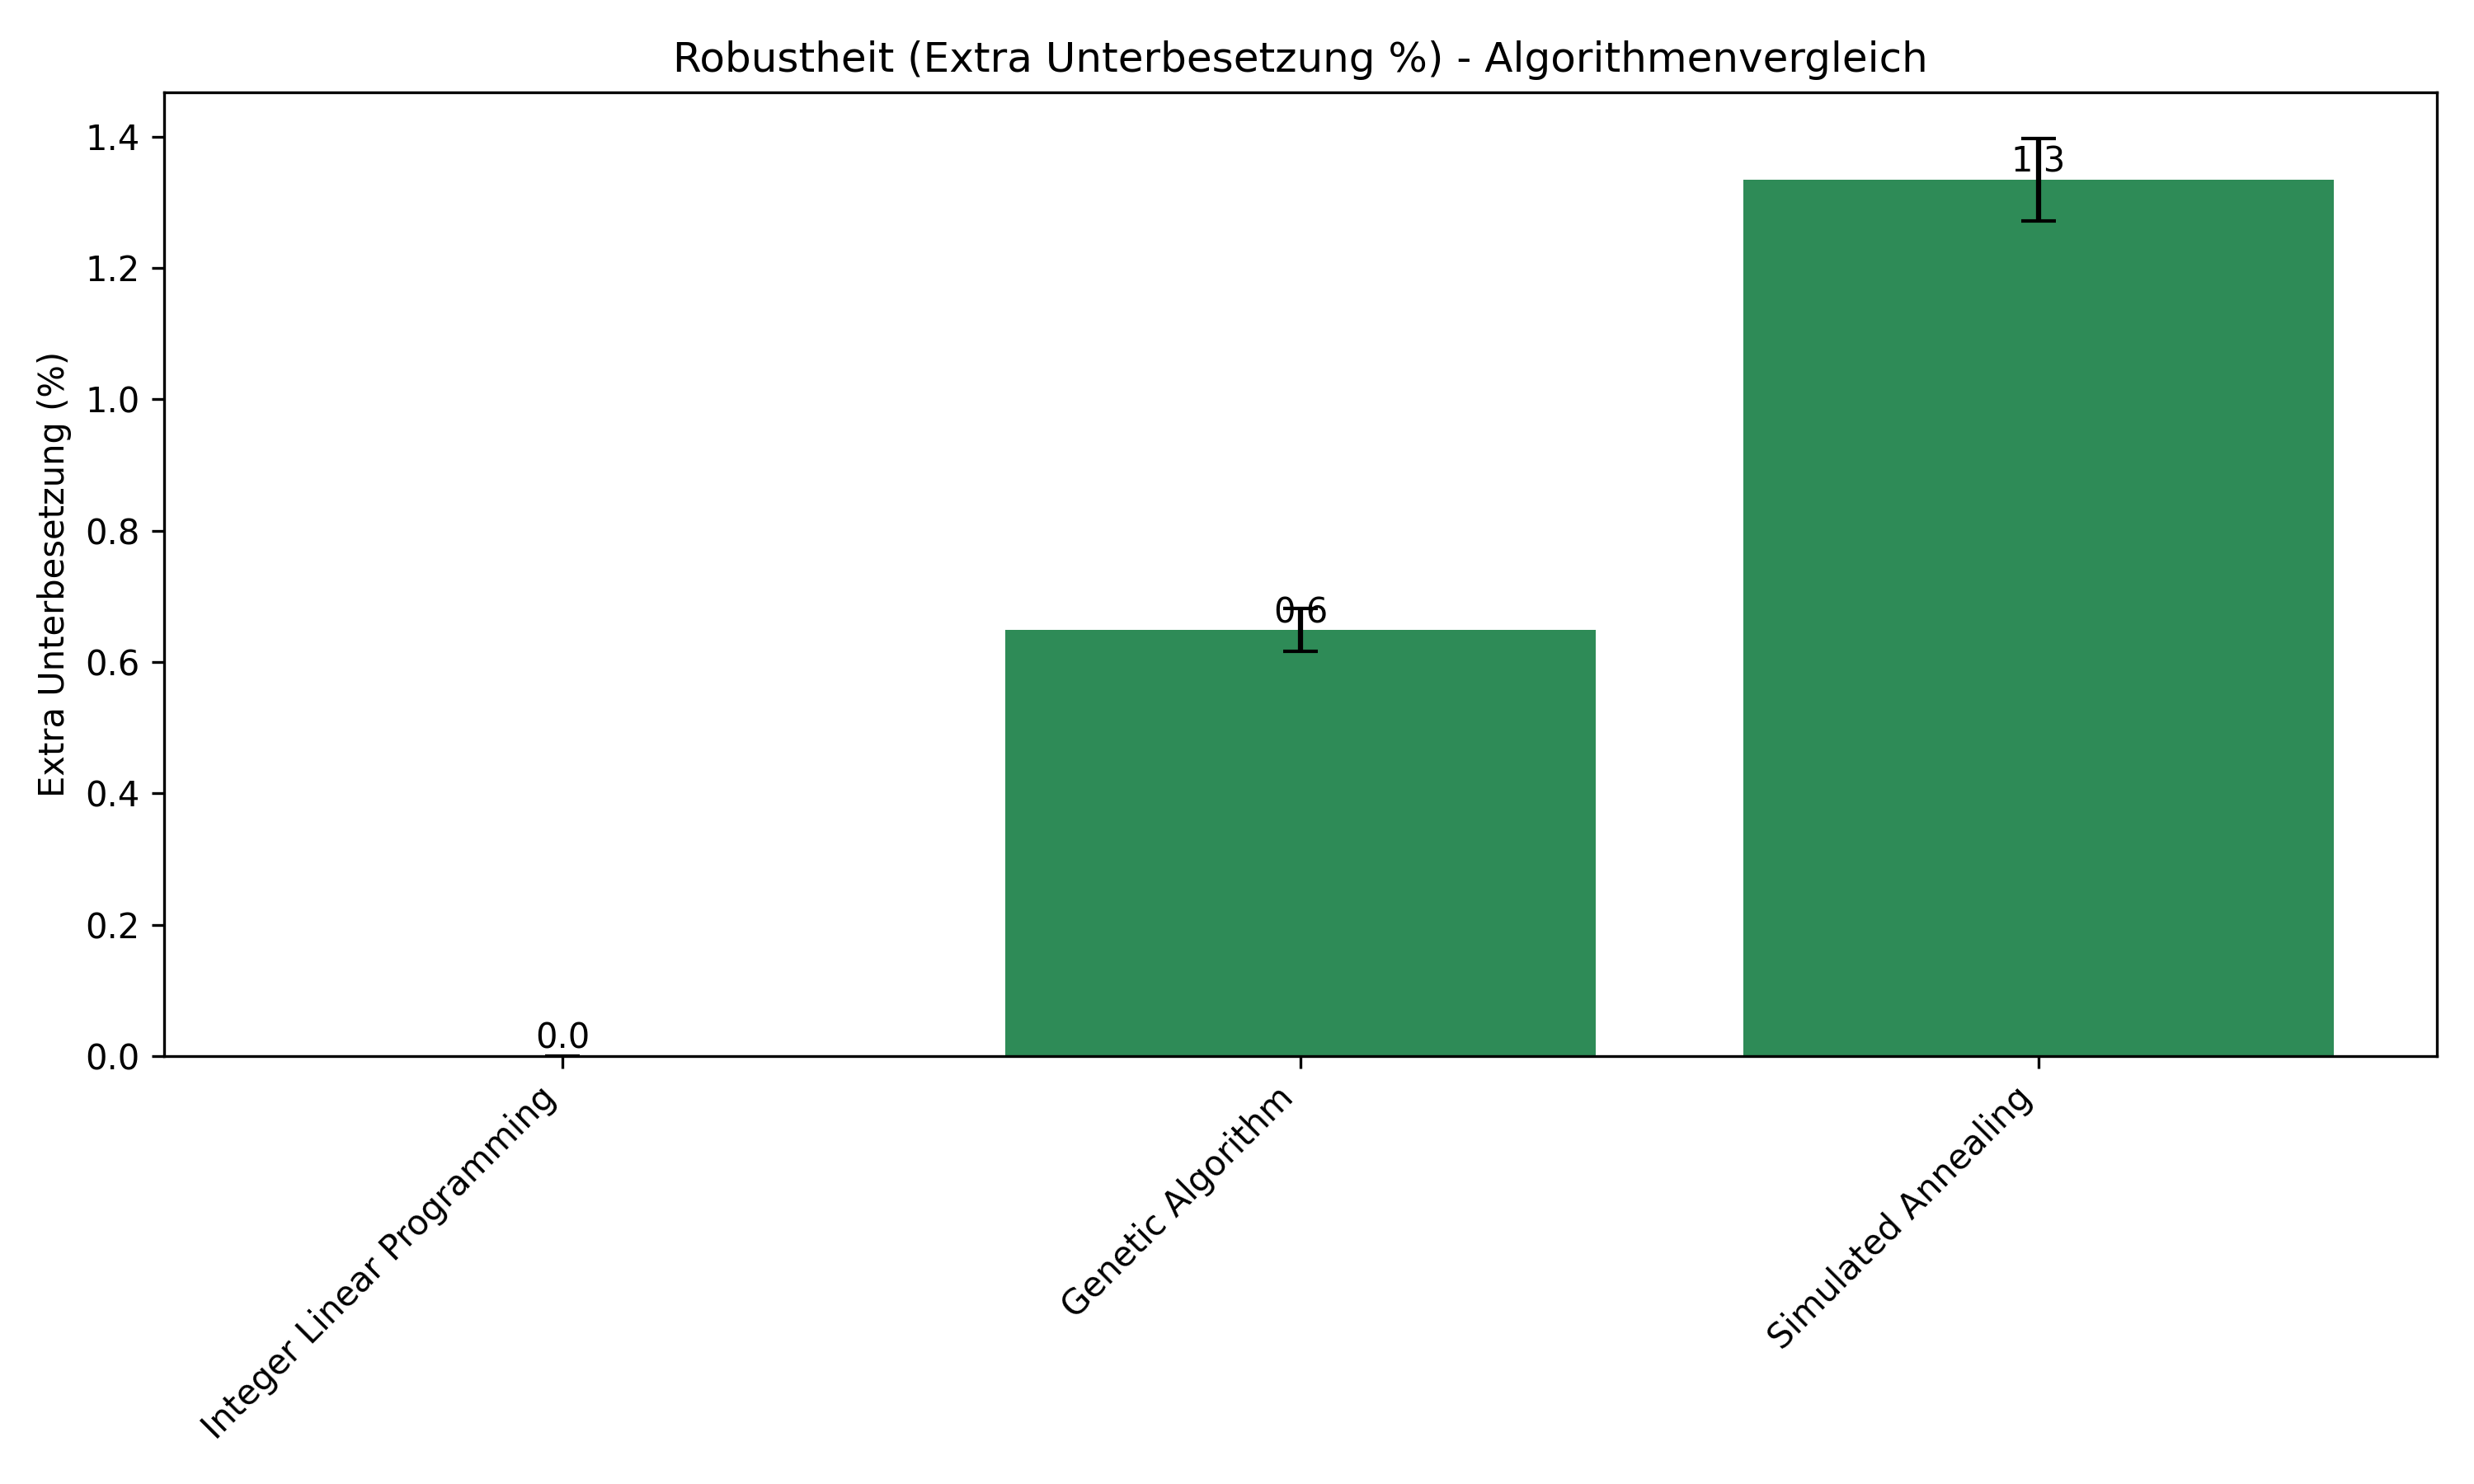 Robustheit (Extra Unterbesetzung %) - Algorithmenvergleich
Extra Unterbesetzung (%)
1.4
1.2
1.0
0.8
0.6
0.4
0.2
0.0
0.0
0.6
1.3
Integer Linear Programming
Genetic Algorithm
Simulated Annealing